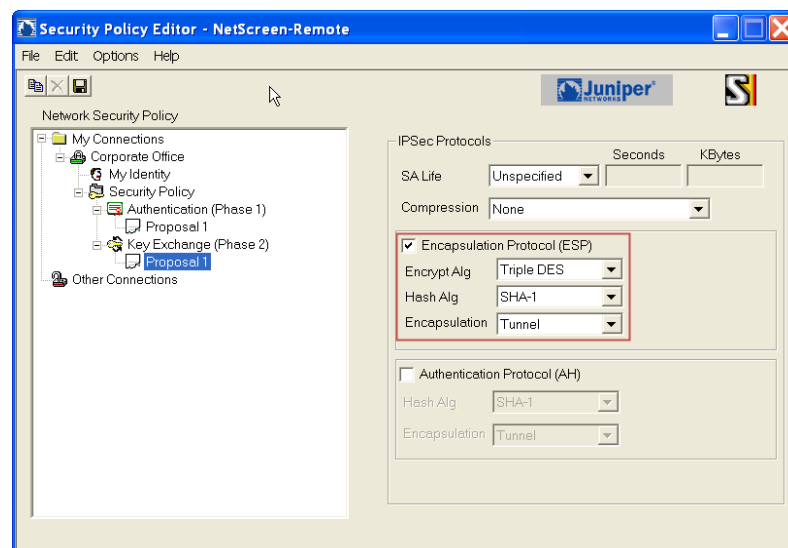 Security Policy Editor - NetScreen-Remote
File Edit Options Help
Juniper
NETWORKS
S
Network Security Policy
My Connections
Corporate Office
My Identity
Security Policy
Authentication (Phase 1)
Proposal 1
Key Exchange (Phase 2)
Proposal 1
Other Connections
IPSec Protocols
Seconds KBytes
SA Life Unspecified
Compression None
Encapsulation Protocol (ESP)
Encrypt Alg Triple DES
Hash Alg SHA-1
Encapsulation Tunnel
Authentication Protocol (AH)
Hash Alg SHA-1
Encapsulation Tunnel